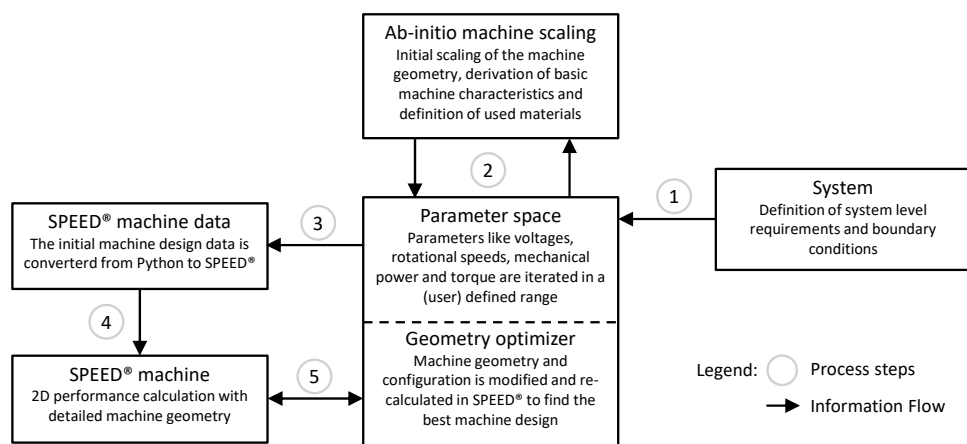 Ab-initio machine scaling
Initial scaling of the machine
geometry, derivation of basic
machine characteristics and
definition of used materials
2
1
System
Definition of system level
requirements and boundary
conditions
SPEED® machine data
The initial machine design data is
converterd from Python to SPEED®
3
Parameter space
Parameters like voltages,
rotational speeds, mechanical
power and torque are iterated in a
(user) defined range
4
Geometry optimizer
Machine geometry and
configuration is modified and re-
calculated in SPEED® to find the
best machine design
SPEED® machine
2D performance calculation with
detailed machine geometry
5
Legend:
Process steps
Information Flow